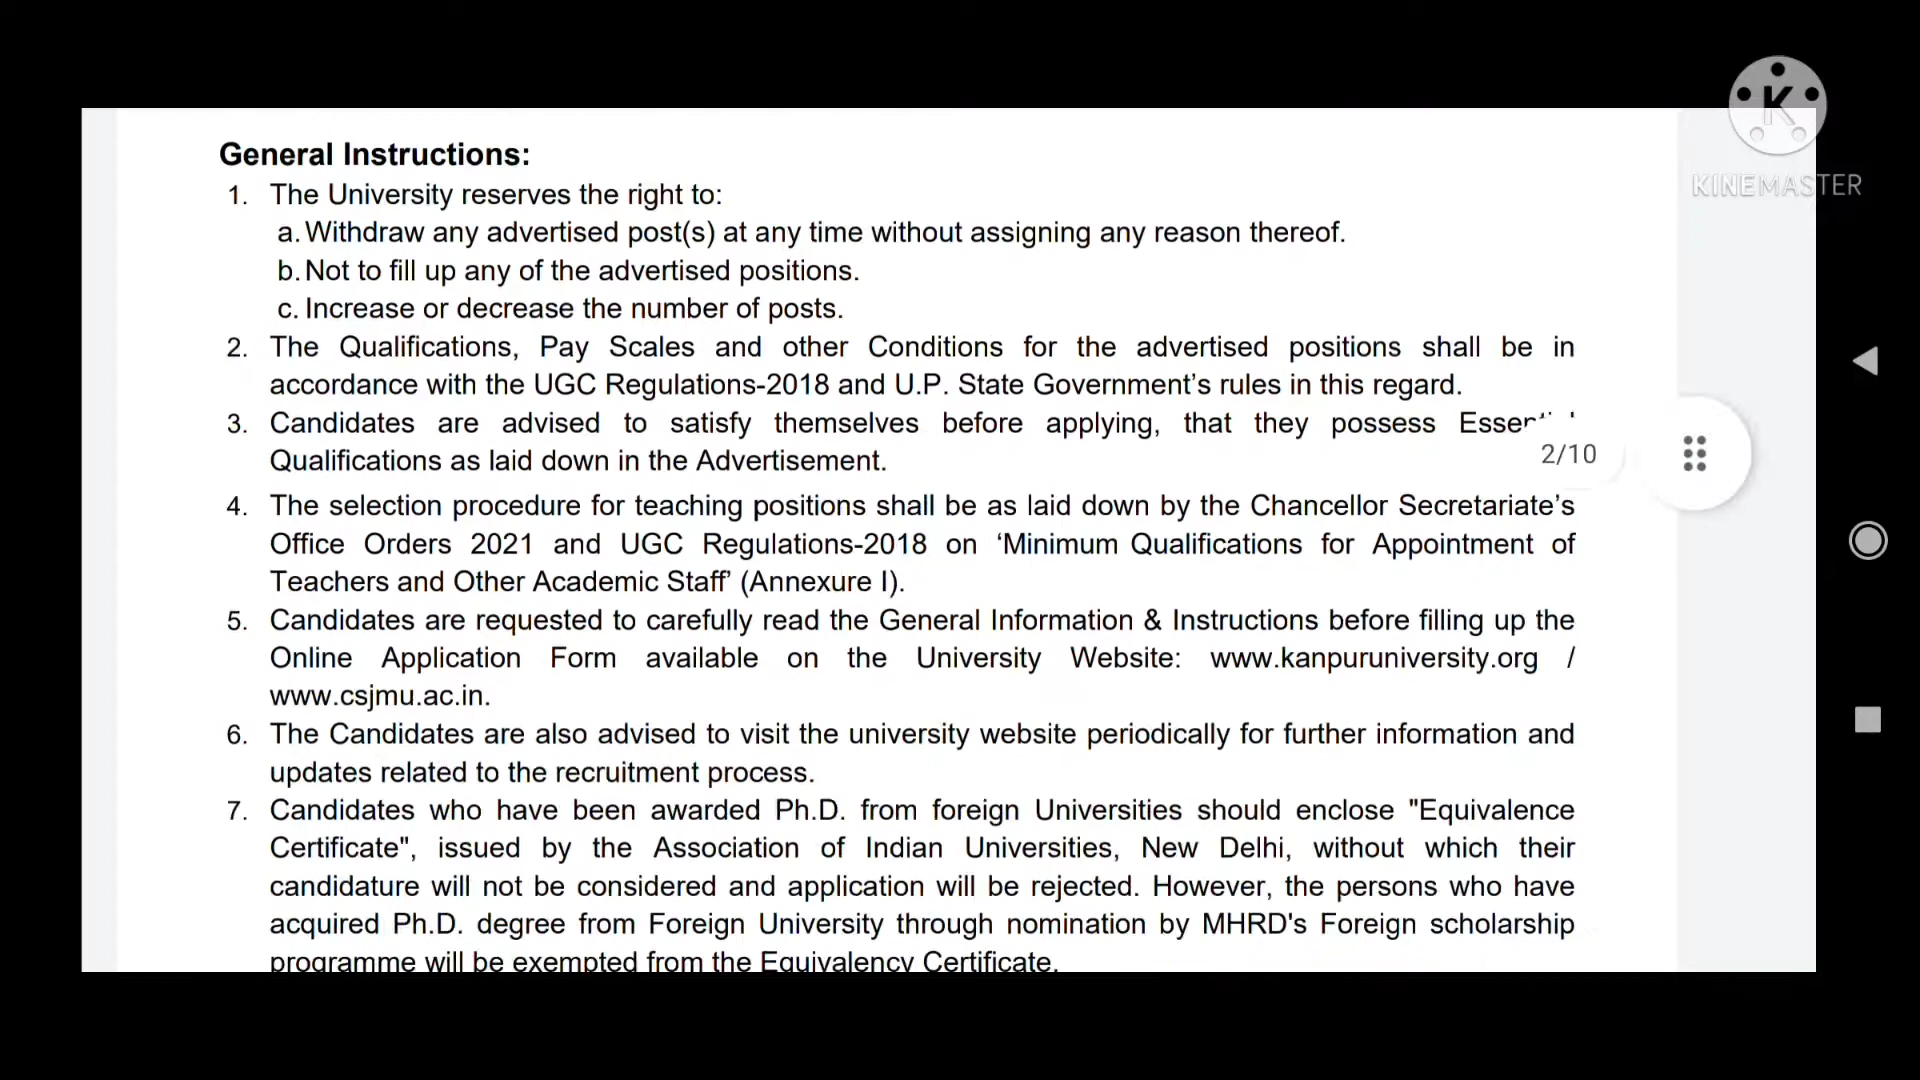 General Instructions:
1. The University reserves the right to:
a. Withdraw any advertised post(s) at any time without assigning any reason thereof.
b. Not to fill up any of the advertised positions.
c. Increase or decrease the number of posts.
2. The Qualifications, Pay Scales and other Conditions for the advertised positions shall be in
accordance with the UGC Regulations-2018 and U.P. State Government’s rules in this regard.
3. Candidates are advised to satisfy themselves before applying, that they possess
Qualifications as laid down in the Advertisement.
2/10
4. The selection procedure for teaching positions shall be as laid down by the Chancellor Secretariate’s
Office Orders 2021 and UGC Regulations-2018 on ‘Minimum Qualifications for Appointment of
Teachers and Other Academic Staff’ (Annexure I).
5. Candidates are requested to carefully read the General Information & Instructions before filling up the
Online Application Form available on the University Website: www.kanpuruniversity.org /
www.csjmu.ac.in.
6. The Candidates are also advised to visit the university website periodically for further information and
updates related to the recruitment process.
7. Candidates who have been awarded Ph.D. from foreign Universities should enclose "Equivalence
Certificate", issued by the Association of Indian Universities, New Delhi, without which their
candidature will not be considered and application will be rejected. However, the persons who have
acquired Ph.D. degree from Foreign University through nomination by MHRD's Foreign scholarship
programme will be exempted from the Equivalency Certificate.
K
KINEMASTER